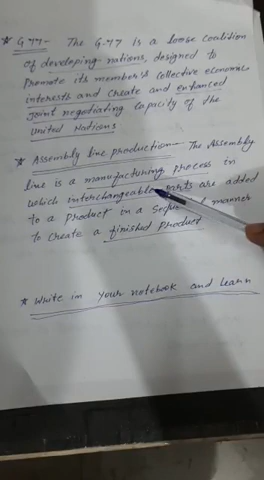 * G-77- The G-77 is a loose coalition
of developing nations, designed to
Promote its member's collective economic
interests and Create and enhanced
joint negotiating Capacity of the
United Nations
* Assembly line production- The Assembly
line is a manufacturing process in
which interchangeable parts are added
to a Product in a manner
to Create a finished Product
* Write in your notebook and learn